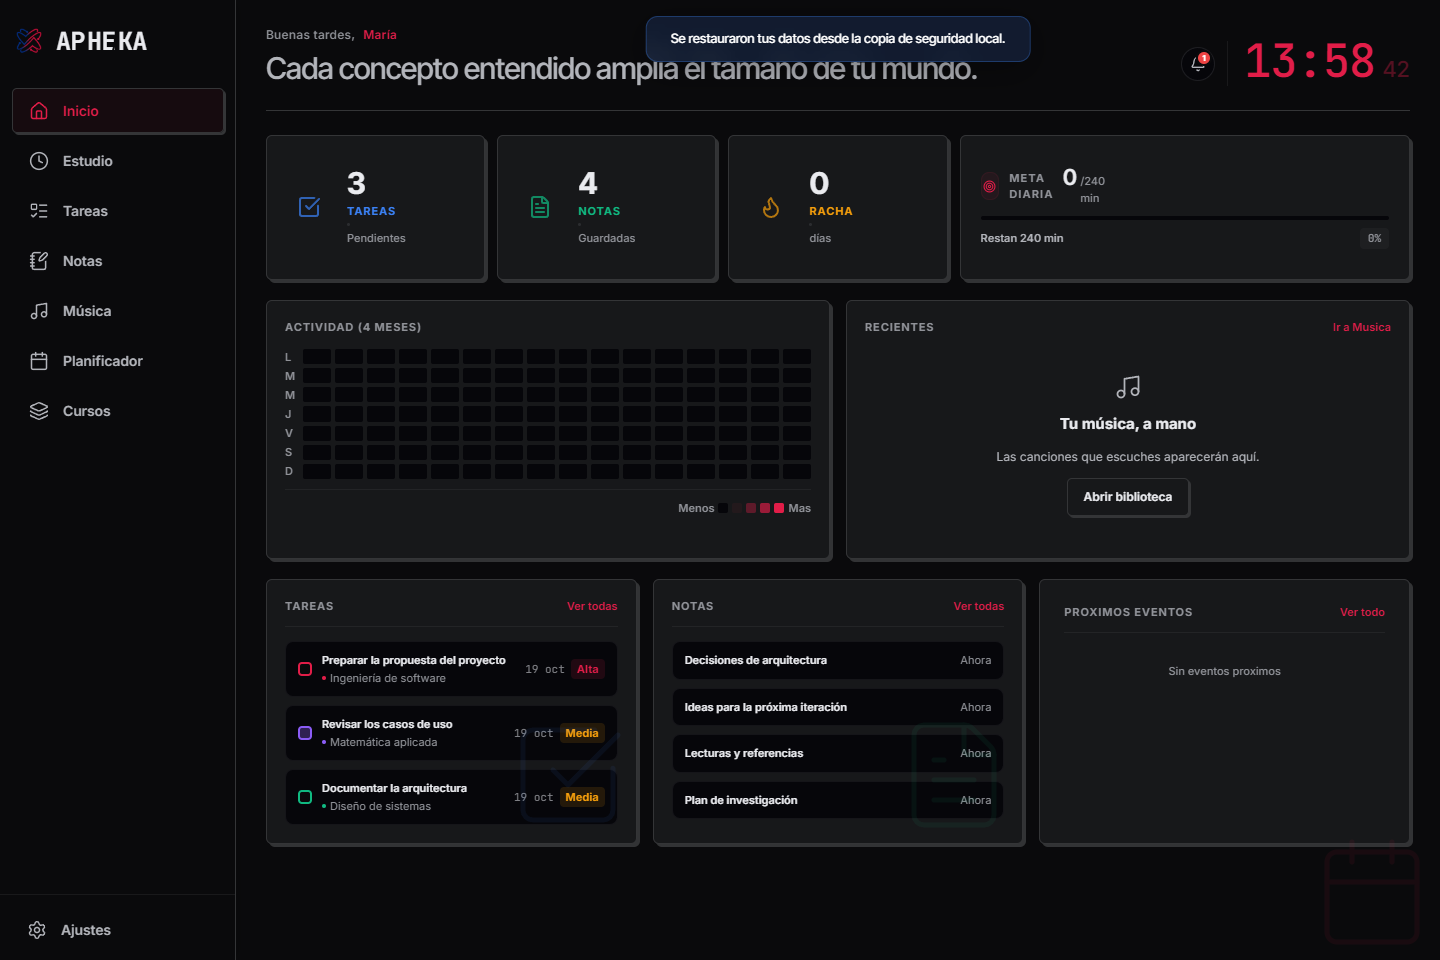 APHEKA
Inicio
Estudio
Tareas
Notas
Música
Planificador
Cursos
Ajustes
Buenas tardes, María
Se restauraron tus datos desde la copia de seguridad local.
Cada concepto entendido amplía el tamaño de tu mundo.
1
13:58 42
3
TAREAS
Pendientes
4
NOTAS
Guardadas
0
RACHA
días
META DIARIA
0 /240 min
Restan 240 min
0%
ACTIVIDAD (4 MESES)
L
M
M
J
V
S
D
Menos Mas
RECIENTES
Ir a Musica
Tu música, a mano
Las canciones que escuches aparecerán aquí.
Abrir biblioteca
TAREAS
Ver todas
Preparar la propuesta del proyecto
Ingeniería de software
19 oct Alta
Revisar los casos de uso
Matemática aplicada
19 oct Media
Documentar la arquitectura
Diseño de sistemas
19 oct Media
NOTAS
Ver todas
Decisiones de arquitectura Ahora
Ideas para la próxima iteración Ahora
Lecturas y referencias Ahora
Plan de investigación Ahora
PROXIMOS EVENTOS
Ver todo
Sin eventos proximos